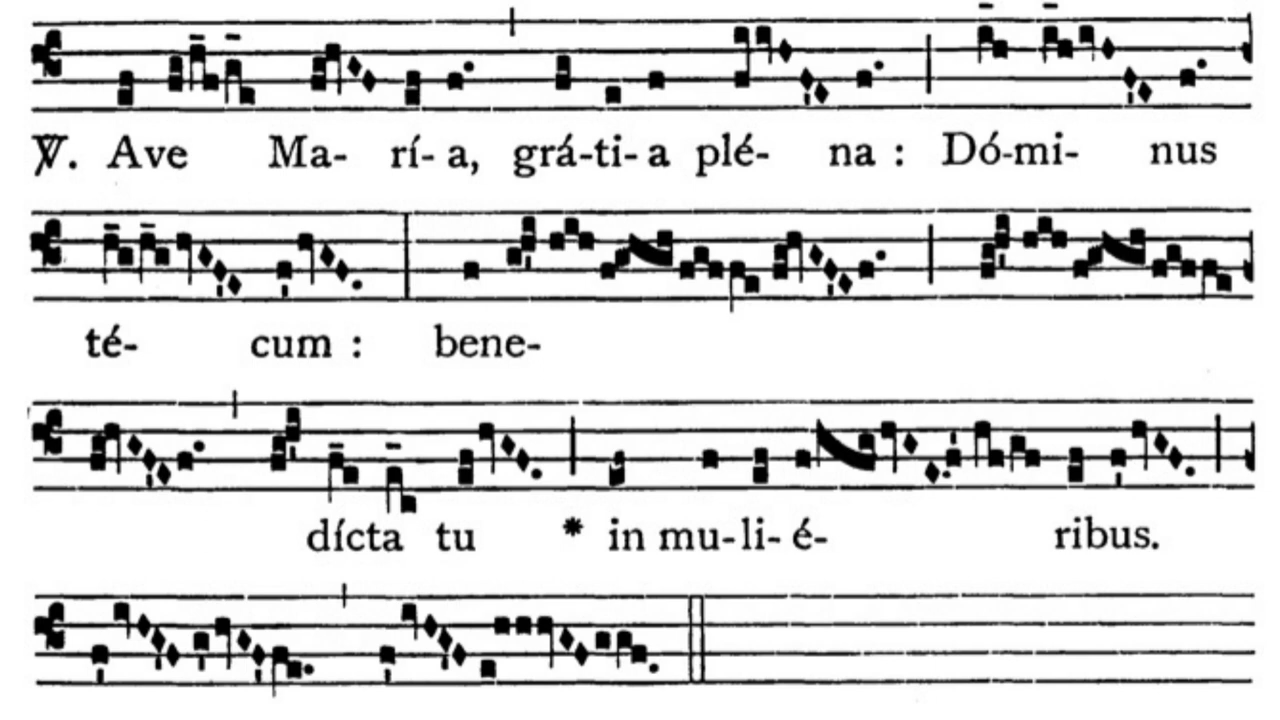 ℣. Ave Ma- rí- a, grá-ti- a plé- na : Dó-mi- nus
té- cum : bene-
dícta tu * in mu-li- é- ribus.